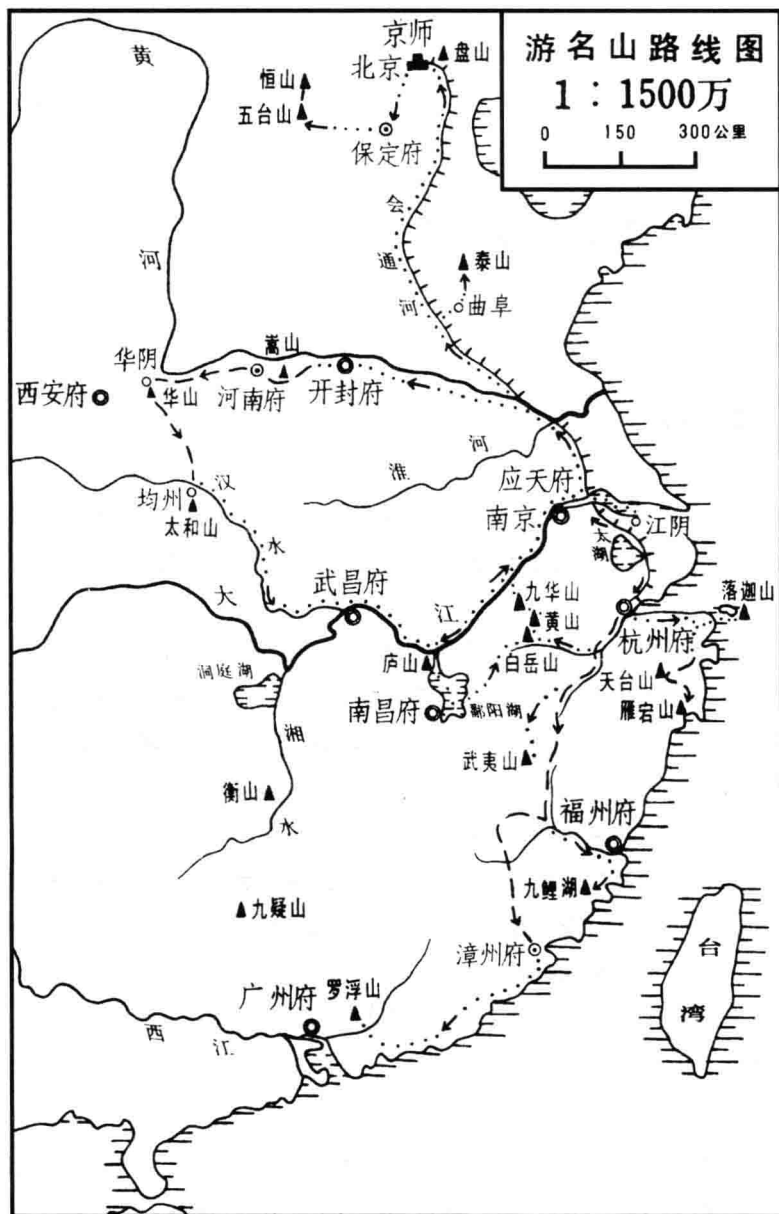 游名山路线图
1：1500万
0 150 300公里
京师
北京
盘山
恒山
五台山
保定府
黄
河
会
通
河
泰山
曲阜
嵩山
华阴
华山
西安府
河南府
开封府
淮
河
应天府
南京
江阴
太
湖
均州
太和山
汉
水
武昌府
大
江
九华山
黄山
白岳山
庐山
落迦山
杭州府
天台山
雁宕山
洞庭湖
南昌府
鄱阳湖
湘
水
武夷山
衡山
福州府
九鲤湖
九疑山
漳州府
广州府
罗浮山
西
江
台
湾